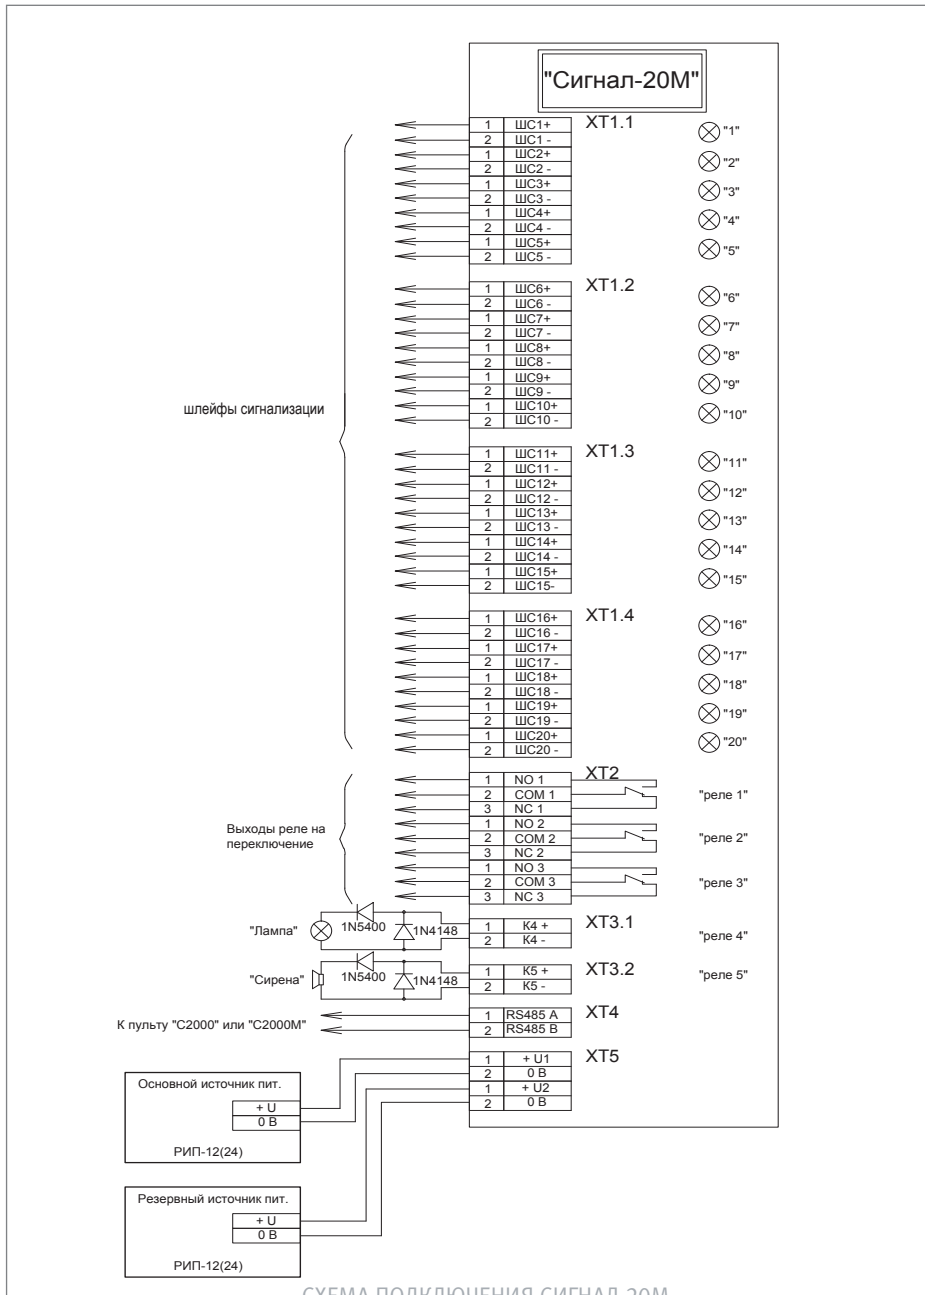 "Сигнал-20М"
XT1.1
1 ШС1+ "1"
2 ШС1 -
1 ШС2+ "2"
2 ШС2 -
1 ШС3+ "3"
2 ШС3 -
1 ШС4+ "4"
2 ШС4 -
1 ШС5+ "5"
2 ШС5 -
XT1.2
1 ШС6+ "6"
2 ШС6 -
1 ШС7+ "7"
2 ШС7 -
1 ШС8+ "8"
2 ШС8 -
1 ШС9+ "9"
2 ШС9 -
1 ШС10+ "10"
2 ШС10 -
шлейфы сигнализации
XT1.3
1 ШС11+ "11"
2 ШС11 -
1 ШС12+ "12"
2 ШС12 -
1 ШС13+ "13"
2 ШС13 -
1 ШС14+ "14"
2 ШС14 -
1 ШС15+ "15"
2 ШС15-
XT1.4
1 ШС16+ "16"
2 ШС16 -
1 ШС17+ "17"
2 ШС17 -
1 ШС18+ "18"
2 ШС18 -
1 ШС19+ "19"
2 ШС19 -
1 ШС20+ "20"
2 ШС20 -
XT2
1 NO 1
2 COM 1 "реле 1"
3 NC 1
1 NO 2
2 COM 2 "реле 2"
3 NC 2
1 NO 3
2 COM 3 "реле 3"
3 NC 3
Выходы реле на
переключение
"Лампа" 1N5400 1N4148
1 К4 + XT3.1
2 К4 - "реле 4"
"Сирена" 1N5400 1N4148
1 К5 + XT3.2 "реле 5"
2 К5 -
К пульту "С2000" или "С2000М"
1 RS485 A XT4
2 RS485 B
1 + U1 XT5
2 0 В
1 + U2
2 0 В
Основной источник пит.
+ U
0 В
РИП-12(24)
Резервный источник пит.
+ U
0 В
РИП-12(24)
СХЕМА ПОДКЛЮЧЕНИЯ СИГНАЛ-20М